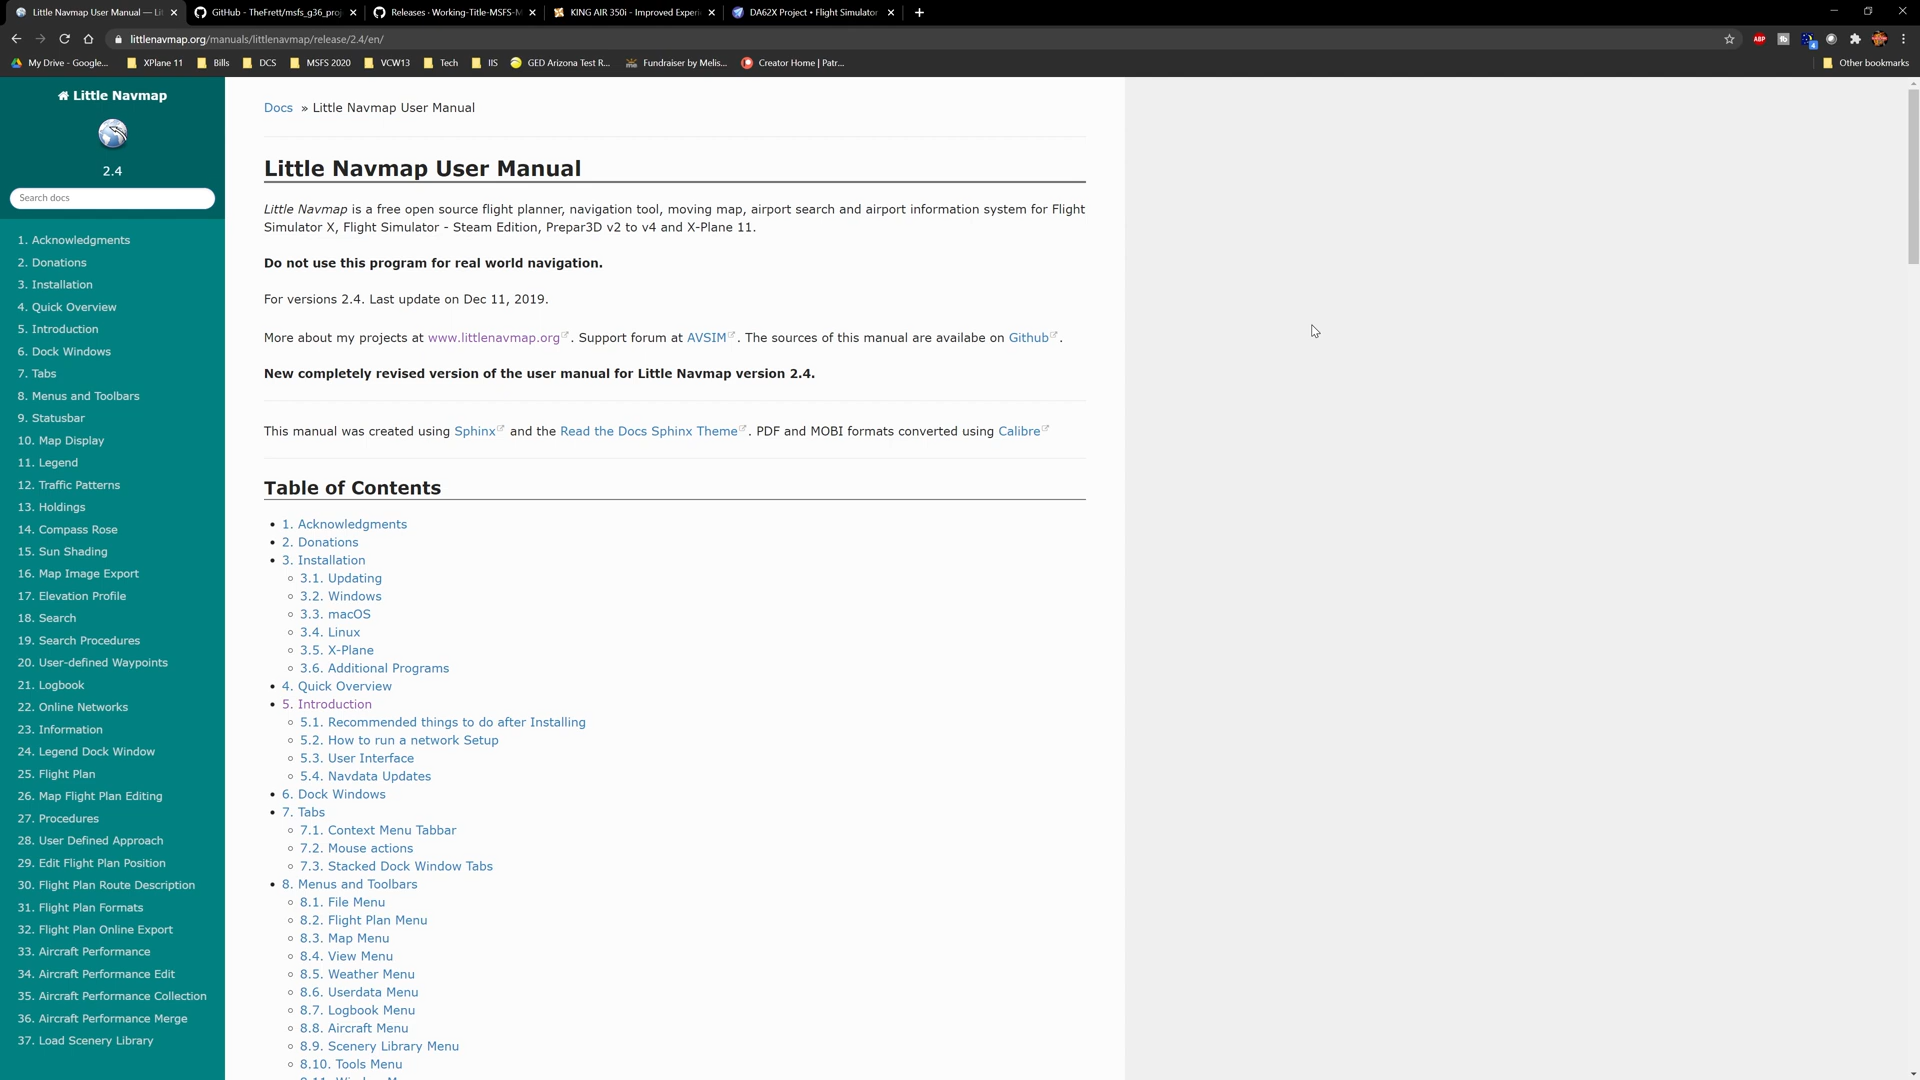 Little Navmap User Manual — Lit
GitHub - TheFrett/msfs_g36_proj
Releases · Working-Title-MSFS-M
KING AIR 350i - Improved Experi
DA62X Project • Flight Simulator
littlenavmap.org/manuals/littlenavmap/release/2.4/en/
ABP
4
My Drive - Google...
XPlane 11
Bills
DCS
MSFS 2020
VCW13
Tech
IIS
GED Arizona Test R...
Fundraiser by Melis...
Creator Home | Patr...
Other bookmarks
Little Navmap
2.4
Search docs
1. Acknowledgments
2. Donations
3. Installation
4. Quick Overview
5. Introduction
6. Dock Windows
7. Tabs
8. Menus and Toolbars
9. Statusbar
10. Map Display
11. Legend
12. Traffic Patterns
13. Holdings
14. Compass Rose
15. Sun Shading
16. Map Image Export
17. Elevation Profile
18. Search
19. Search Procedures
20. User-defined Waypoints
21. Logbook
22. Online Networks
23. Information
24. Legend Dock Window
25. Flight Plan
26. Map Flight Plan Editing
27. Procedures
28. User Defined Approach
29. Edit Flight Plan Position
30. Flight Plan Route Description
31. Flight Plan Formats
32. Flight Plan Online Export
33. Aircraft Performance
34. Aircraft Performance Edit
35. Aircraft Performance Collection
36. Aircraft Performance Merge
37. Load Scenery Library
Docs » Little Navmap User Manual
Little Navmap User Manual
Little Navmap is a free open source flight planner, navigation tool, moving map, airport search and airport information system for Flight
Simulator X, Flight Simulator - Steam Edition, Prepar3D v2 to v4 and X-Plane 11.
Do not use this program for real world navigation.
For versions 2.4. Last update on Dec 11, 2019.
More about my projects at www.littlenavmap.org. Support forum at AVSIM. The sources of this manual are availabe on Github.
New completely revised version of the user manual for Little Navmap version 2.4.
This manual was created using Sphinx and the Read the Docs Sphinx Theme. PDF and MOBI formats converted using Calibre
Table of Contents
1. Acknowledgments
2. Donations
3. Installation
3.1. Updating
3.2. Windows
3.3. macOS
3.4. Linux
3.5. X-Plane
3.6. Additional Programs
4. Quick Overview
5. Introduction
5.1. Recommended things to do after Installing
5.2. How to run a network Setup
5.3. User Interface
5.4. Navdata Updates
6. Dock Windows
7. Tabs
7.1. Context Menu Tabbar
7.2. Mouse actions
7.3. Stacked Dock Window Tabs
8. Menus and Toolbars
8.1. File Menu
8.2. Flight Plan Menu
8.3. Map Menu
8.4. View Menu
8.5. Weather Menu
8.6. Userdata Menu
8.7. Logbook Menu
8.8. Aircraft Menu
8.9. Scenery Library Menu
8.10. Tools Menu